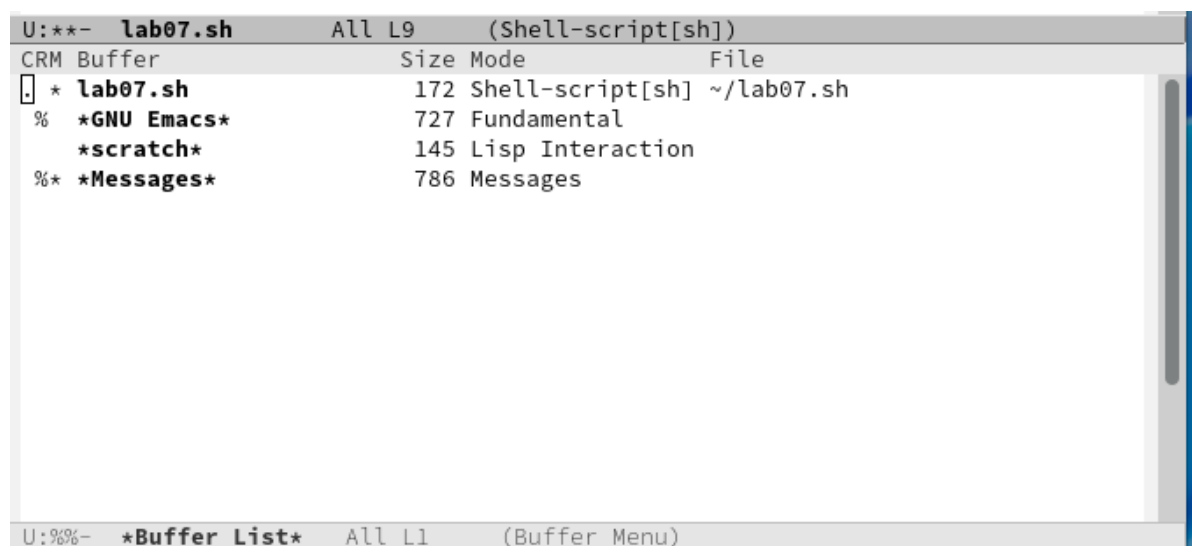 U:**-  lab07.sh       All L9     (Shell-script[sh])
CRM Buffer                 Size Mode             File
. * lab07.sh                172 Shell-script[sh] ~/lab07.sh
 %  *GNU Emacs*             727 Fundamental
    *scratch*               145 Lisp Interaction
 %* *Messages*              786 Messages
U:%%-  *Buffer List*   All L1     (Buffer Menu)